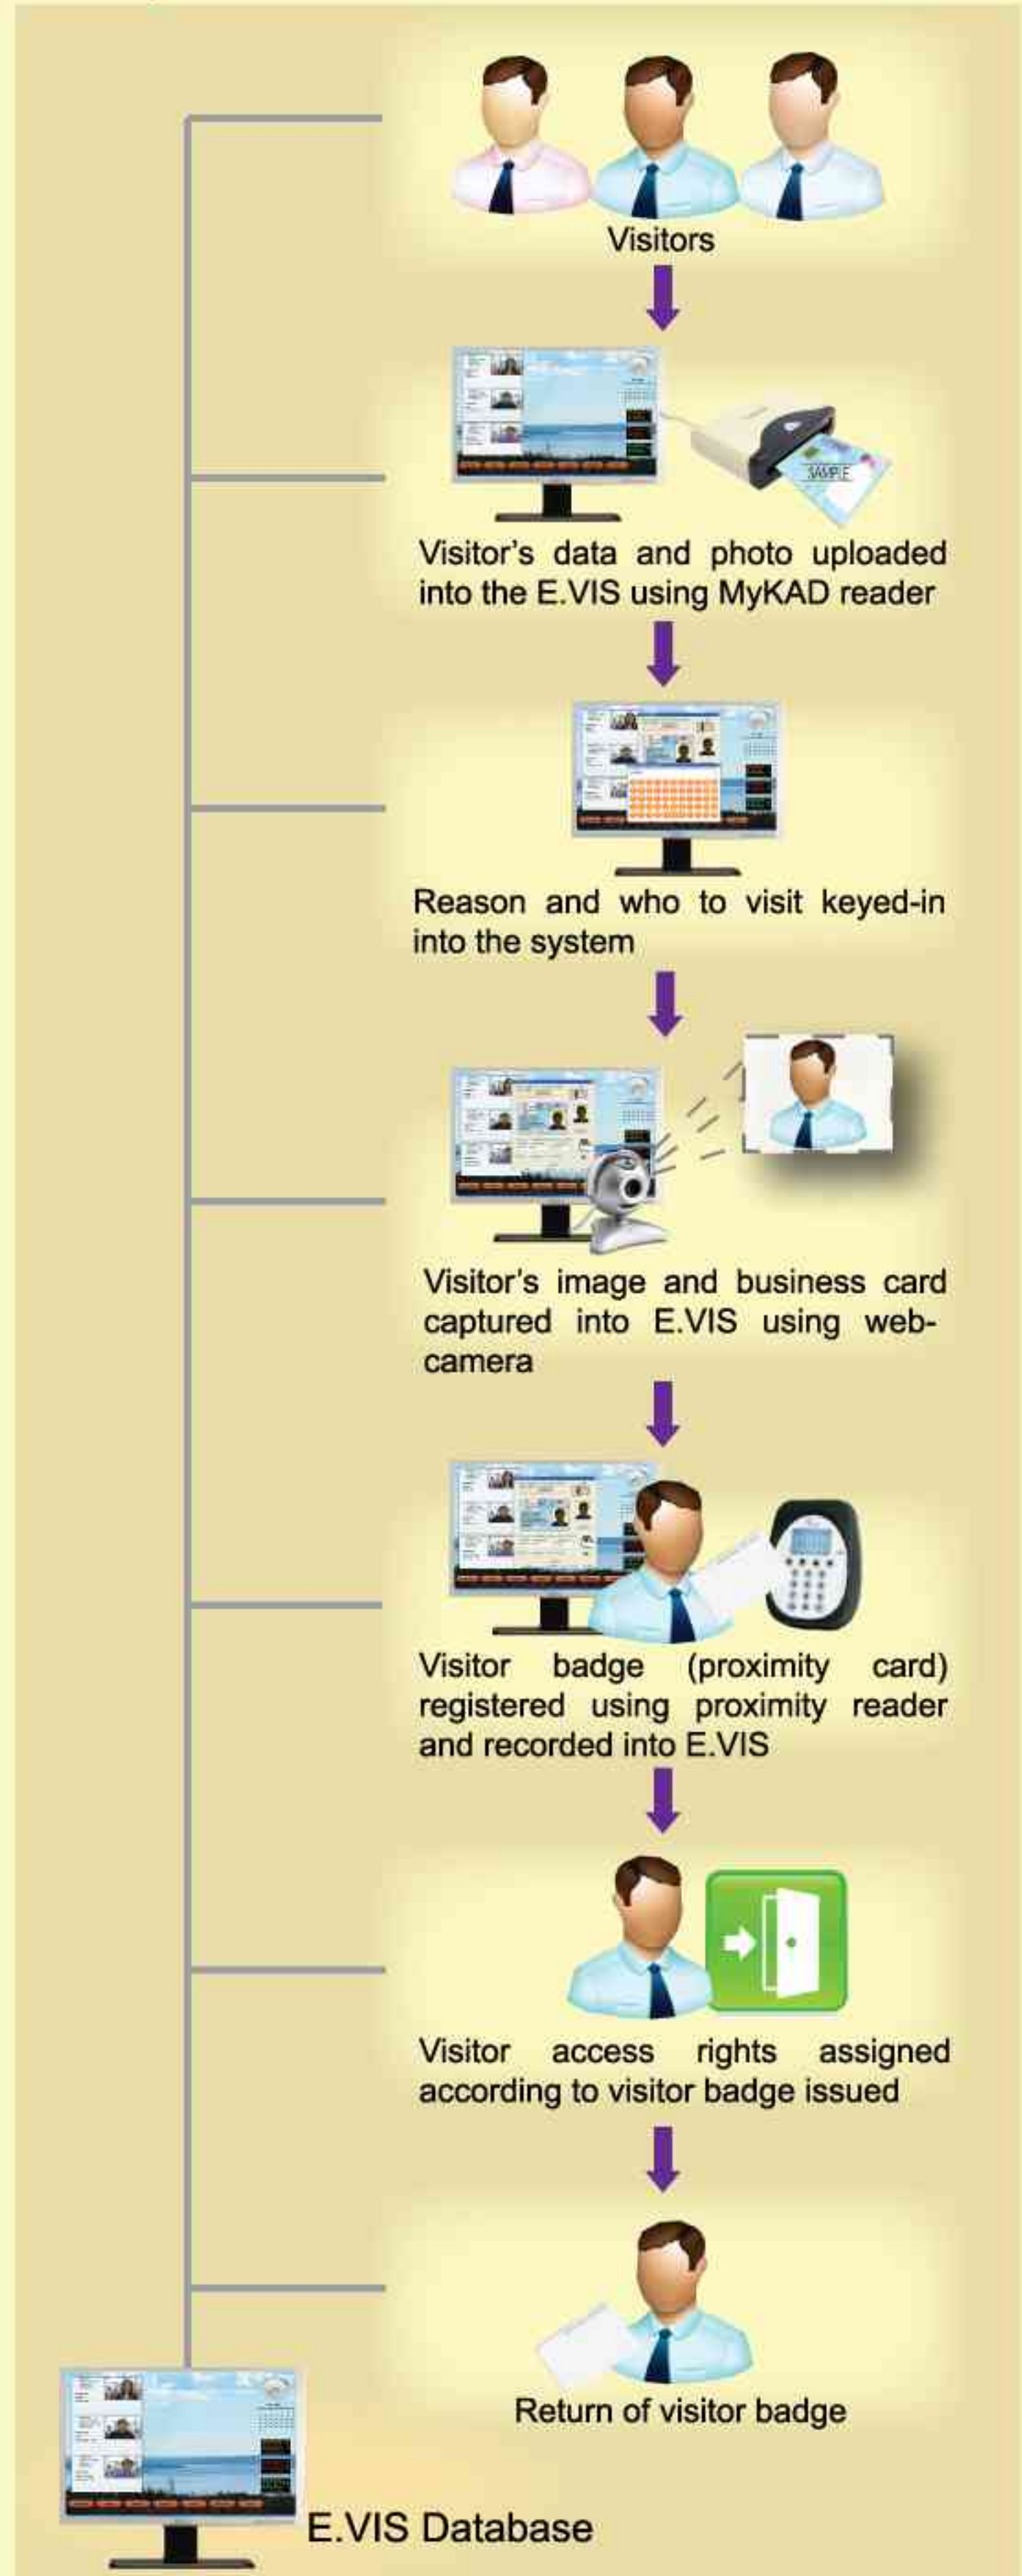 Visitors
SAMPLE
Visitor's data and photo uploaded
into the E.VIS using MyKAD reader
Reason and who to visit keyed-in
into the system
Visitor's image and business card
captured into E.VIS using web-
camera
Visitor badge (proximity card)
registered using proximity reader
and recorded into E.VIS
Visitor access rights assigned
according to visitor badge issued
Return of visitor badge
E.VIS Database